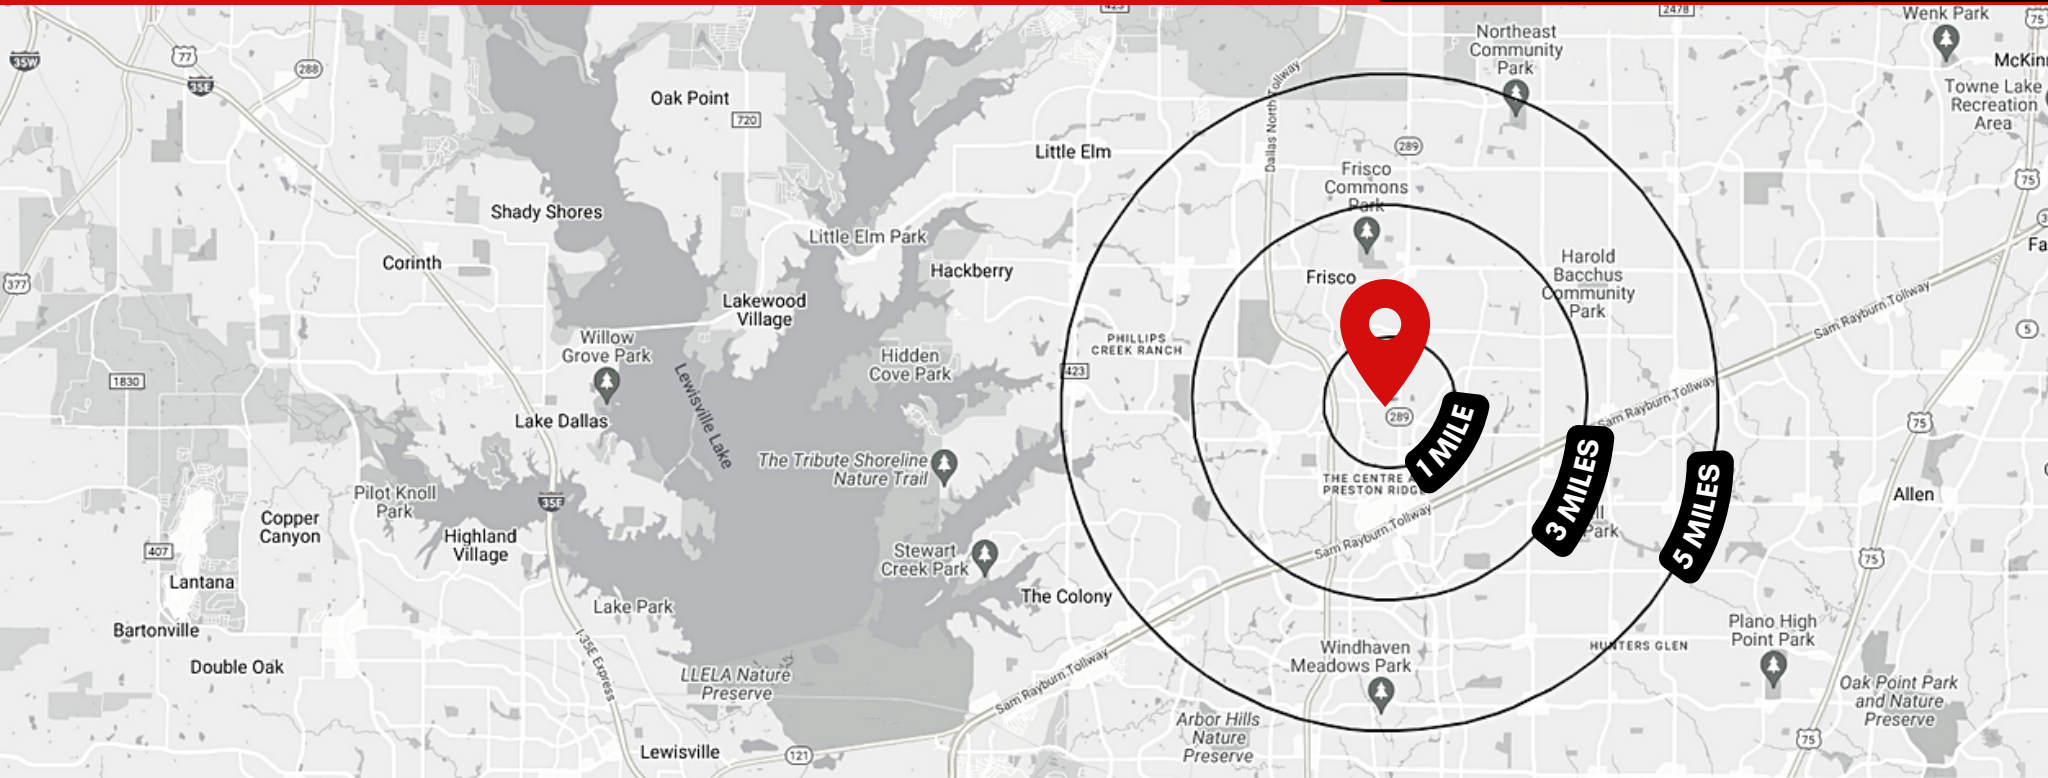 423
2478
Wenk Park
75
35W
77
288
35E
Northeast
Community
Park
McKin
Towne Lake
Recreation
Area
Oak Point
720
Dallas North Tollway
289
Little Elm
Frisco
Commons
Park
75
Shady Shores
Little Elm Park
Corinth
Hackberry
377
Frisco
Harold
Bacchus
Community
Park
Fa
Lakewood
Village
Sam Rayburn Tollway
5
Willow
Grove Park
PHILLIPS
CREEK RANCH
Hidden
Cove Park
423
1830
Lewisville Lake
Sam Rayburn Tollway
Lake Dallas
289
1 MILE
75
The Tribute Shoreline
Nature Trail
3 MILES
5 MILES
THE CENTRE A
PRESTON RIDGE
Pilot Knoll
Park
35E
Allen
Copper
Canyon
Highland
Village
Sam Rayburn Tollway
ll
Park
407
Stewart
Creek Park
75
Lantana
The Colony
Lake Park
Bartonville
Plano High
Point Park
HUNTERS GLEN
Double Oak
I-35E Express
Windhaven
Meadows Park
LLELA Nature
Preserve
Sam Rayburn Tollway
Oak Point Park
and Nature
Preserve
Arbor Hills
Nature
Preserve
Lewisville
121
75